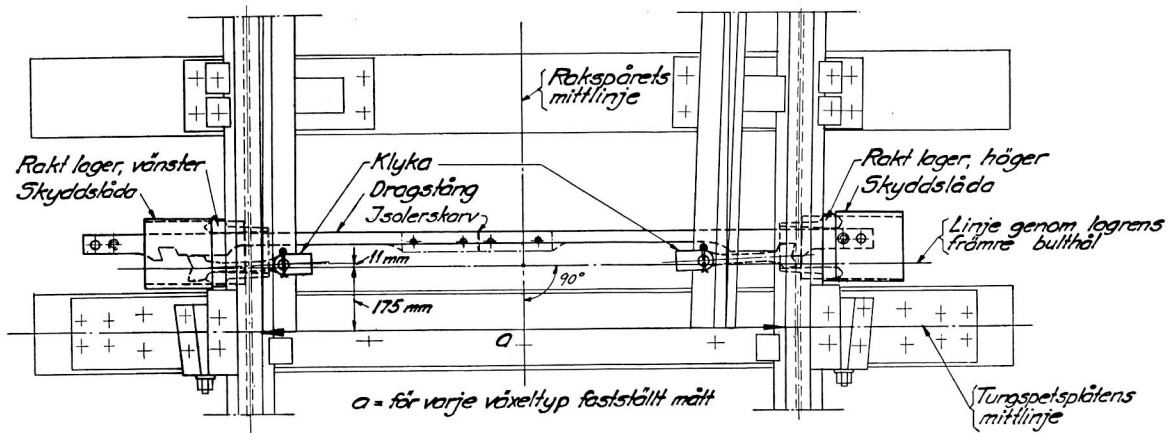 Rakspårets
mittlinje
Rakt lager, vänster
Skyddslåda
Klyka
Dragstång
Isolerskarv
Rakt lager, höger
Skyddslåda
Linje genom lagrens
främre bulthål
11 mm
90°
175 mm
a
a = för varje växeltyp fastställt mått
Tungspetsplåtens
mittlinje